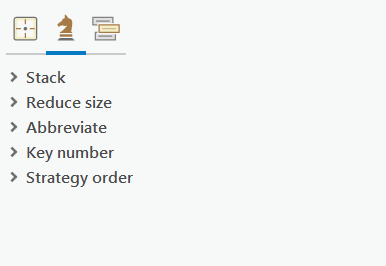 Stack
Reduce size
Abbreviate
Key number
Strategy order